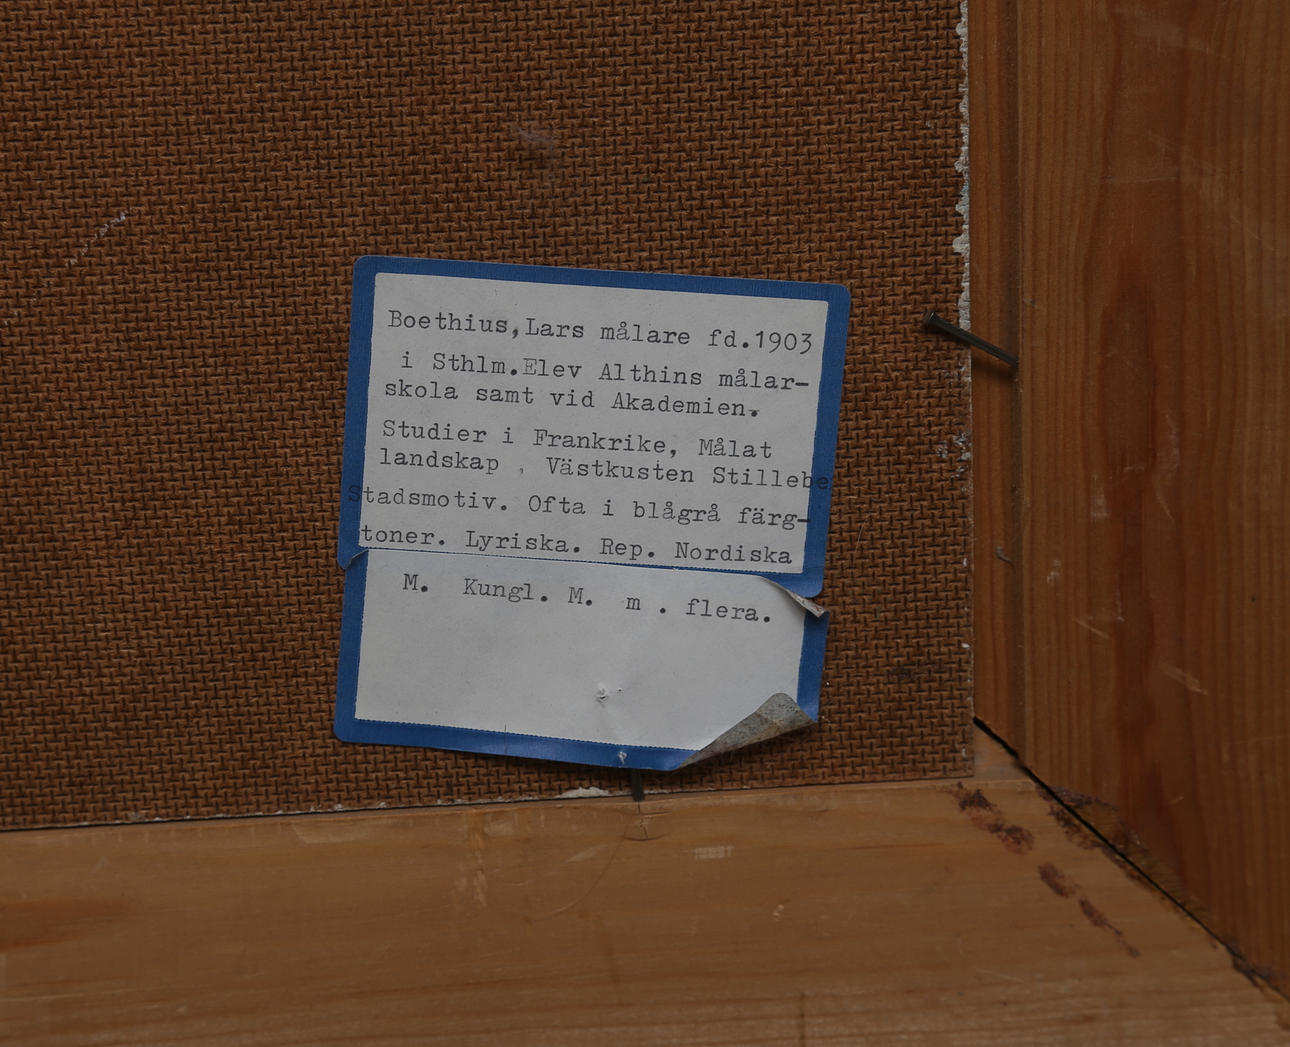 Boethius,Lars målare fd.1903
i Sthlm.Elev Althins målar-
skola samt vid Akademien.
Studier i Frankrike, Målat
landskap , Västkusten Stillebe
Stadsmotiv. Ofta i blågrå färg-
toner. Lyriska. Rep. Nordiska
M. Kungl. M. m . flera.